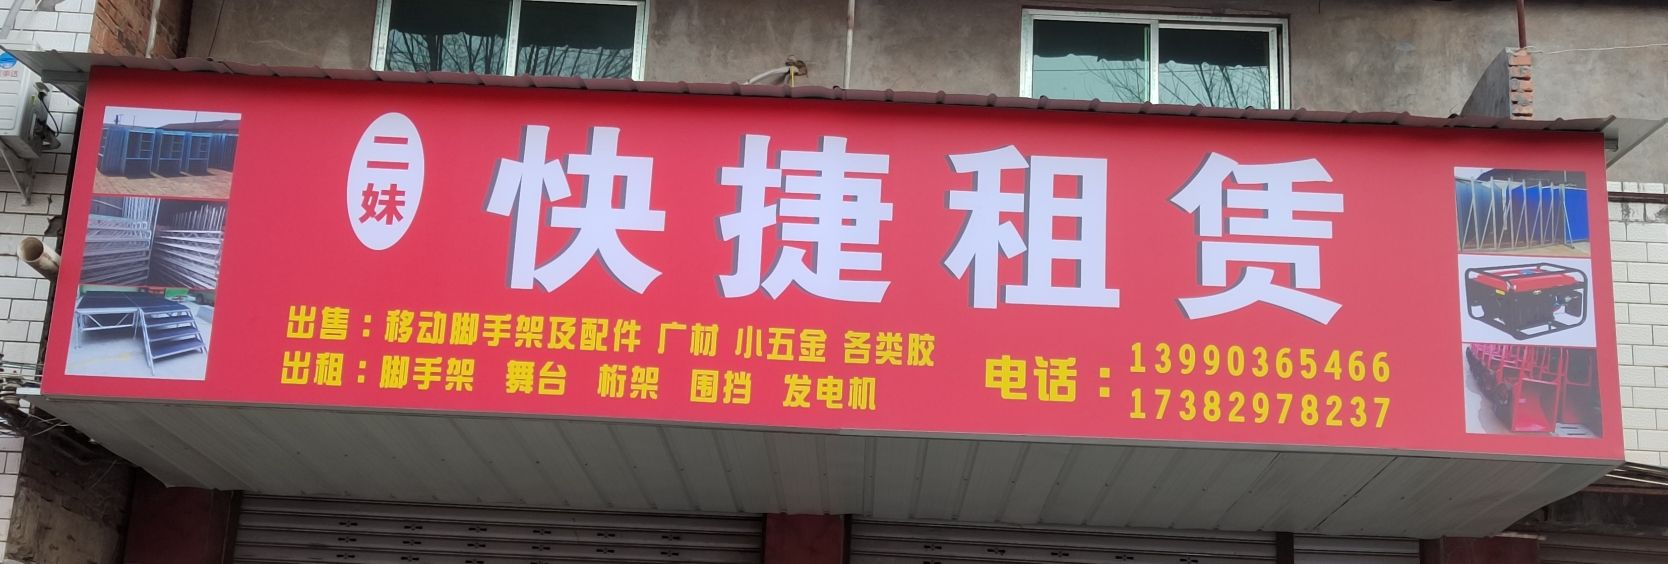 二妹
快捷租赁
出售：移动脚手架及配件 广材 小五金 各类胶
出租：脚手架 舞台 桁架 围挡 发电机
电话：
13990365466
17382978237